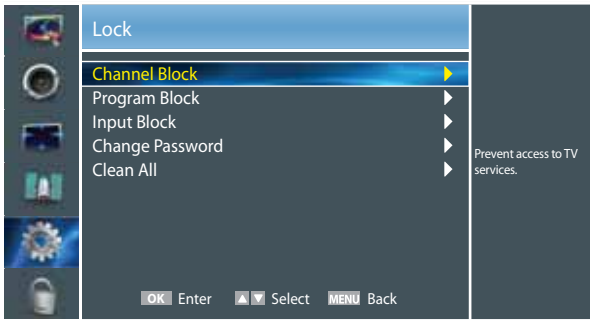 Lock
Channel Block
Program Block
Input Block
Change Password
Clean All
Prevent access to TV
services.
OK Enter ▲▼ Select MENU Back